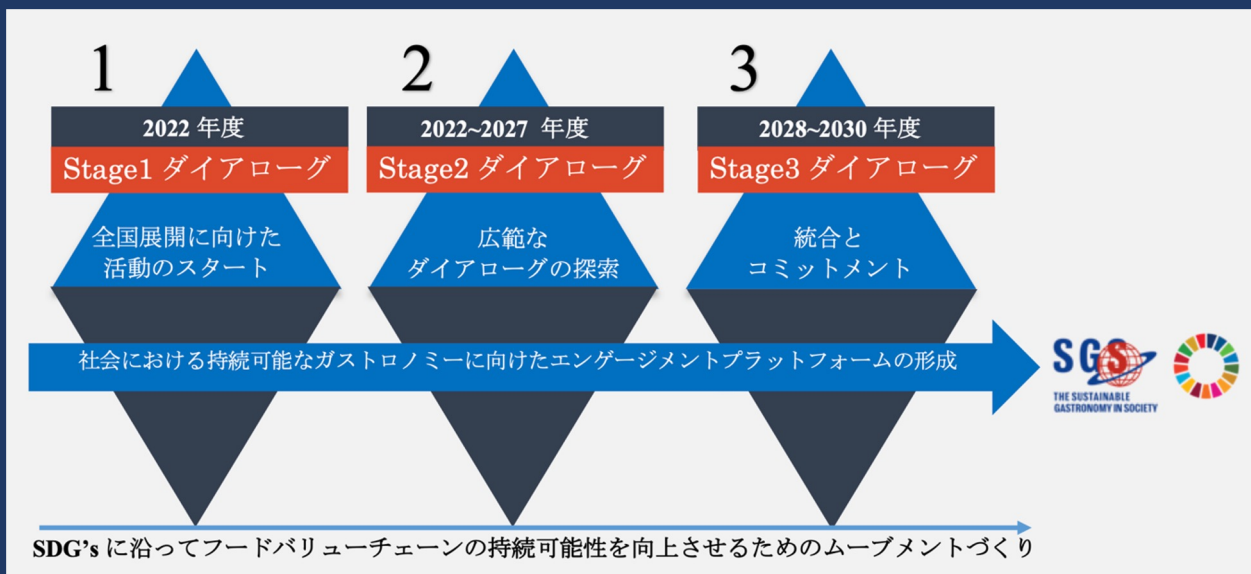 1
2022 年度
Stage1 ダイアローグ
全国展開に向けた
活動のスタート
2
2022~2027 年度
Stage2 ダイアローグ
広範な
ダイアローグの探索
3
2028~2030 年度
Stage3 ダイアローグ
統合と
コミットメント
社会における持続可能なガストロノミーに向けたエンゲージメントプラットフォームの形成
SGS
THE SUSTAINABLE
GASTRONOMY IN SOCIETY
SDG's に沿ってフードバリューチェーンの持続可能性を向上させるためのムーブメントづくり